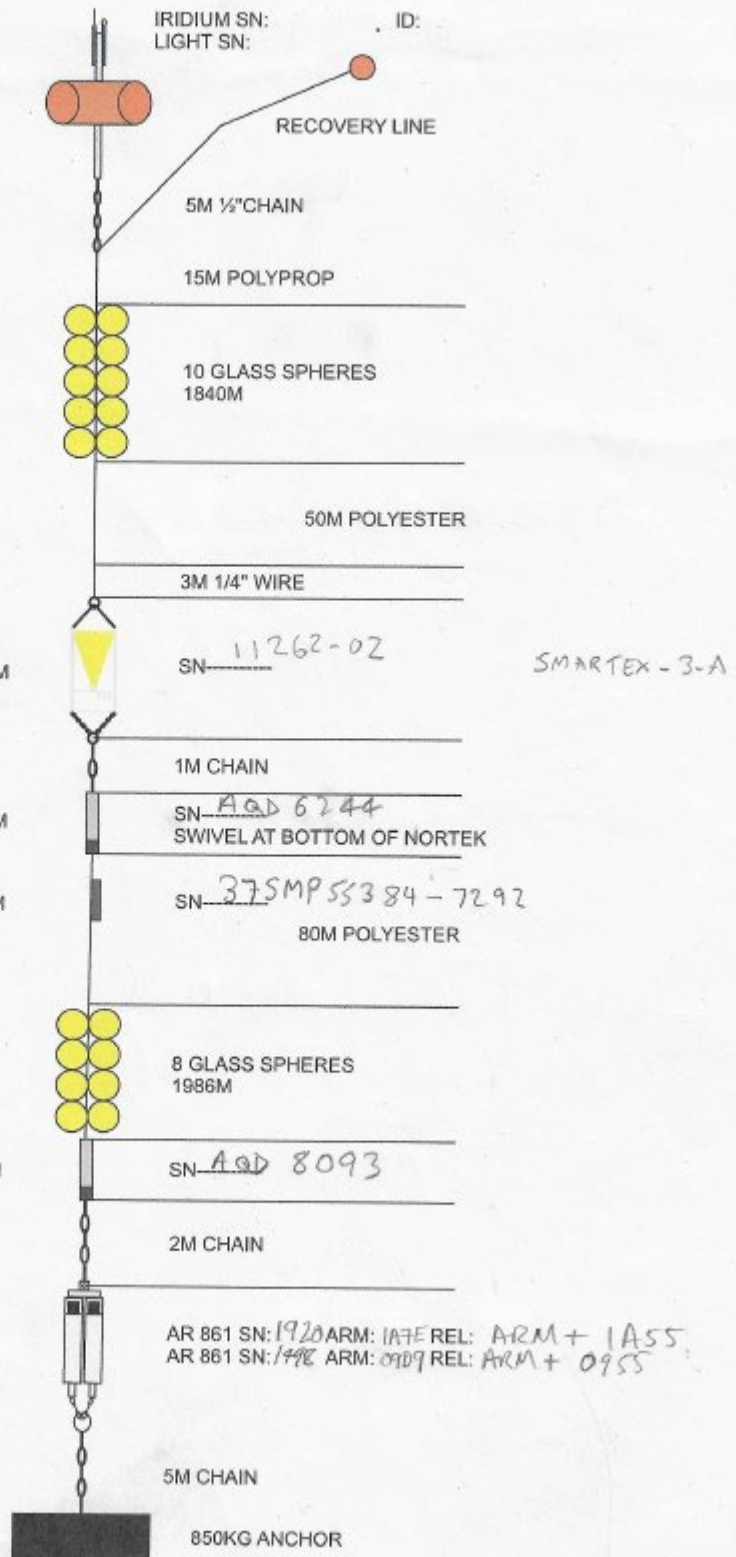 IRIDIUM SN: ID:
LIGHT SN:
RECOVERY LINE
5M ½"CHAIN
15M POLYPROP
10 GLASS SPHERES
1840M
50M POLYESTER
3M 1/4" WIRE
M SN 11262-02 SMARTEX-3-A
1M CHAIN
M SN AQD 6244
SWIVEL AT BOTTOM OF NORTEK
M SN 37SMP55384-7292
80M POLYESTER
8 GLASS SPHERES
1986M
SN AQD 8093
2M CHAIN
AR 861 SN: 1920 ARM: 1A7E REL: ARM + 1A55
AR 861 SN: ARM: 09D9 REL: ARM + 0955
5M CHAIN
850KG ANCHOR